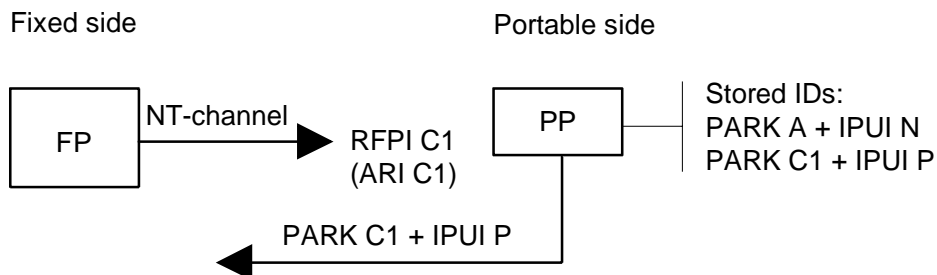 Fixed side
Portable side
FP
NT-channel
RFPI C1
(ARI C1)
PP
Stored IDs:
PARK A + IPUI N
PARK C1 + IPUI P
PARK C1 + IPUI P